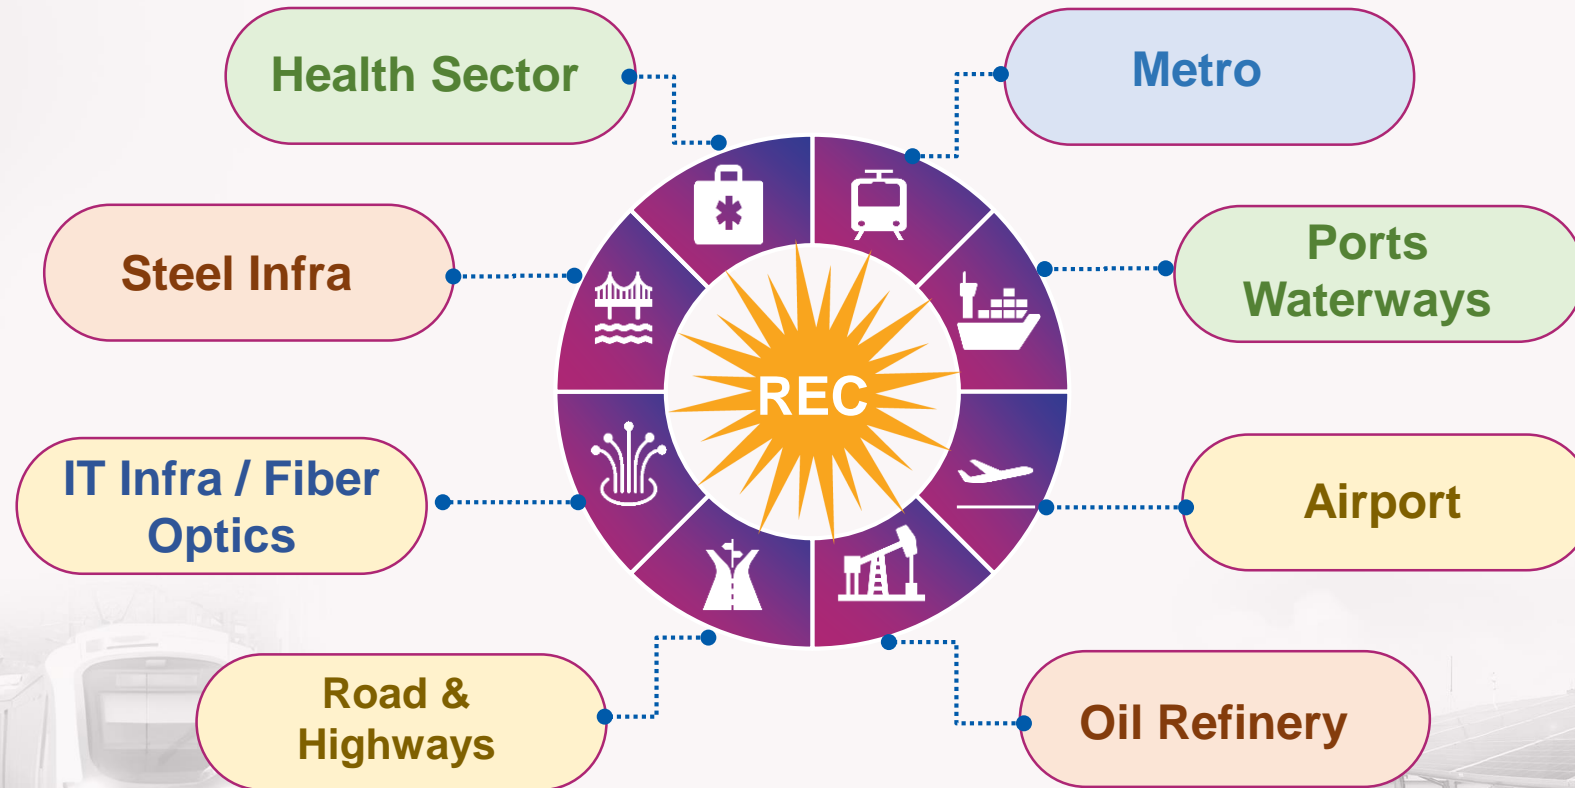 Health Sector
Metro
Steel Infra
Ports
Waterways
REC
IT Infra / Fiber
Optics
Airport
Road &
Highways
Oil Refinery